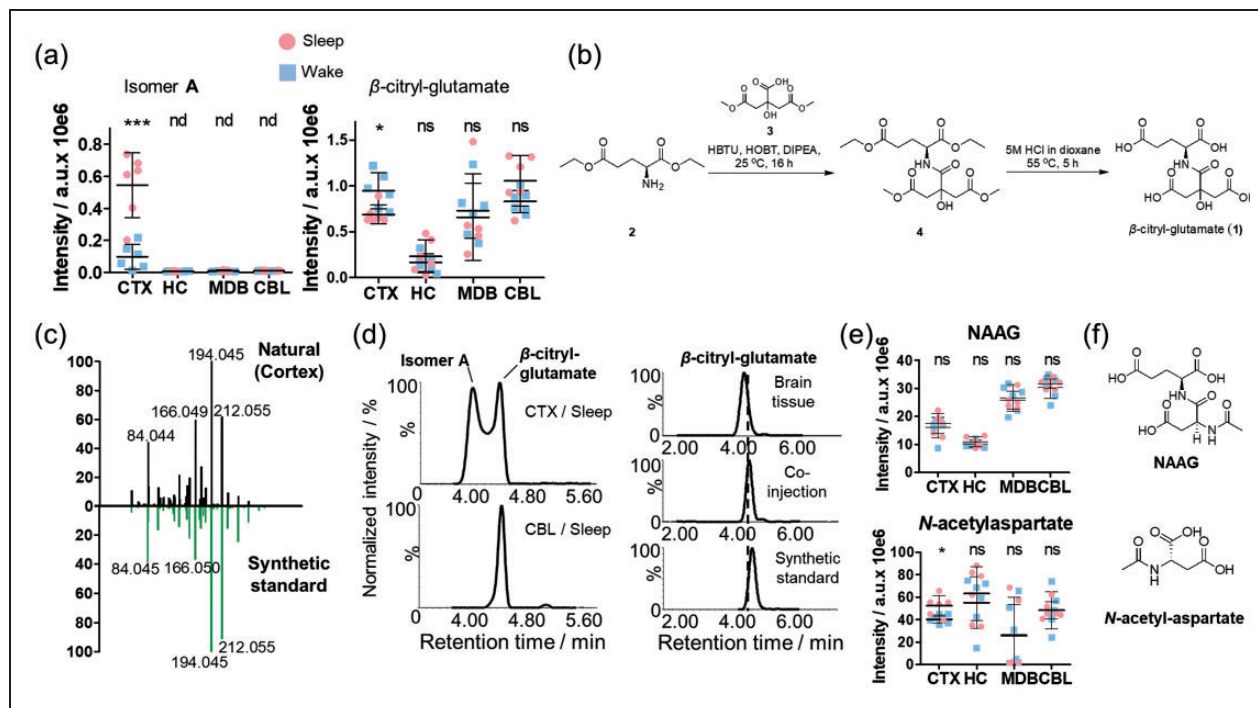 (a)
Sleep
Wake
Isomer A
β-citryl-glutamate
*** nd nd nd
* ns ns ns
Intensity / a.u.x 10e6
0.8
0.6
0.4
0.2
0.0
CTX HC MDB CBL
Intensity / a.u.x 10e6
1.5
1.0
0.5
0.0
CTX HC MDB CBL
(b)
2
3
HBTU, HOBT, DIPEA,
25 ºC, 16 h
4
5M HCl in dioxane
55 ºC, 5 h
β-citryl-glutamate (1)
(c)
Natural
(Cortex)
194.045
166.049
212.055
84.044
100
80
60
40
20
0
20
40
60
80
100
84.045
166.050
212.055
194.045
Synthetic
standard
(d)
Isomer A
β-citryl-
glutamate
Normalized intensity / %
100
%
CTX / Sleep
4.00 4.80 5.60
100
%
CBL / Sleep
4.00 4.80 5.60
Retention time / min
β-citryl-glutamate
100
%
Brain
tissue
2.00 4.00 6.00
100
%
Co-
injection
2.00 4.00 6.00
100
%
Synthetic
standard
2.00 4.00 6.00
Retention time / min
(e)
NAAG
ns ns ns ns
Intensity / a.u.x 10e6
40
30
20
10
0
CTX HC MDB CBL
N-acetylaspartate
* ns ns ns
Intensity / a.u.x 10e6
100
80
60
40
20
0
CTX HC MDB CBL
(f)
NAAG
N-acetyl-aspartate